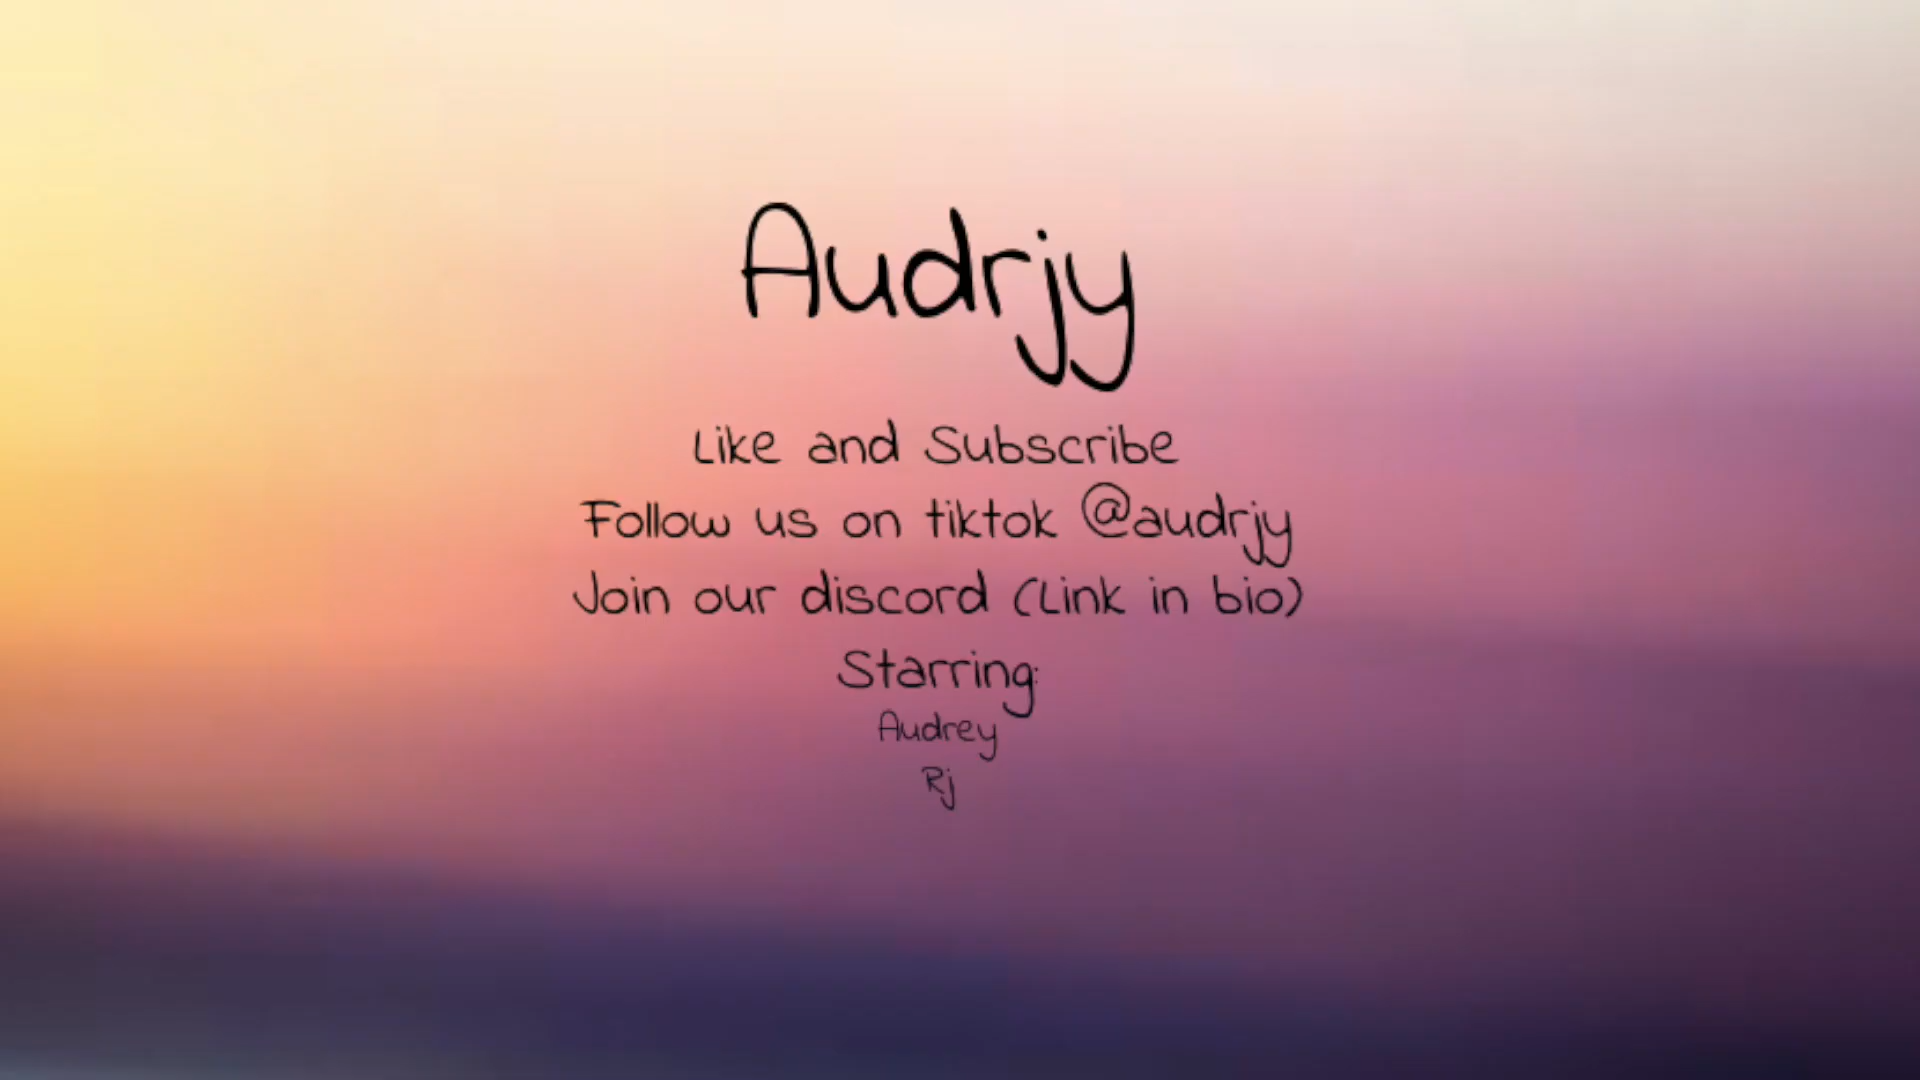 Audrjy
Like and Subscribe
Follow us on tiktok @audrjy
Join our discord (Link in bio)
Starring:
Audrey
Rj